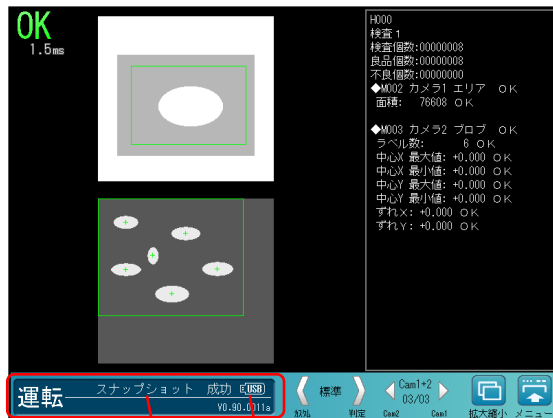 OK
1.5ms
H000
検査1
検査個数:00000008
良品個数:00000008
不良個数:00000000
◆M002 カメラ1 エリア OK
面積: 76608 OK
◆M003 カメラ2 ブロブ OK
ラベル数: 6 OK
中心X 最大値: +0.000 OK
中心X 最小値: +0.000 OK
中心Y 最大値: +0.000 OK
中心Y 最小値: +0.000 OK
ずれX: +0.000 OK
ずれY: +0.000 OK
運転
スナップショット 成功 USB
V0.90.0011a
標準
カスタム 判定
Cam1+2
03/03
Cam2 Cam1
拡大縮小
メニュー